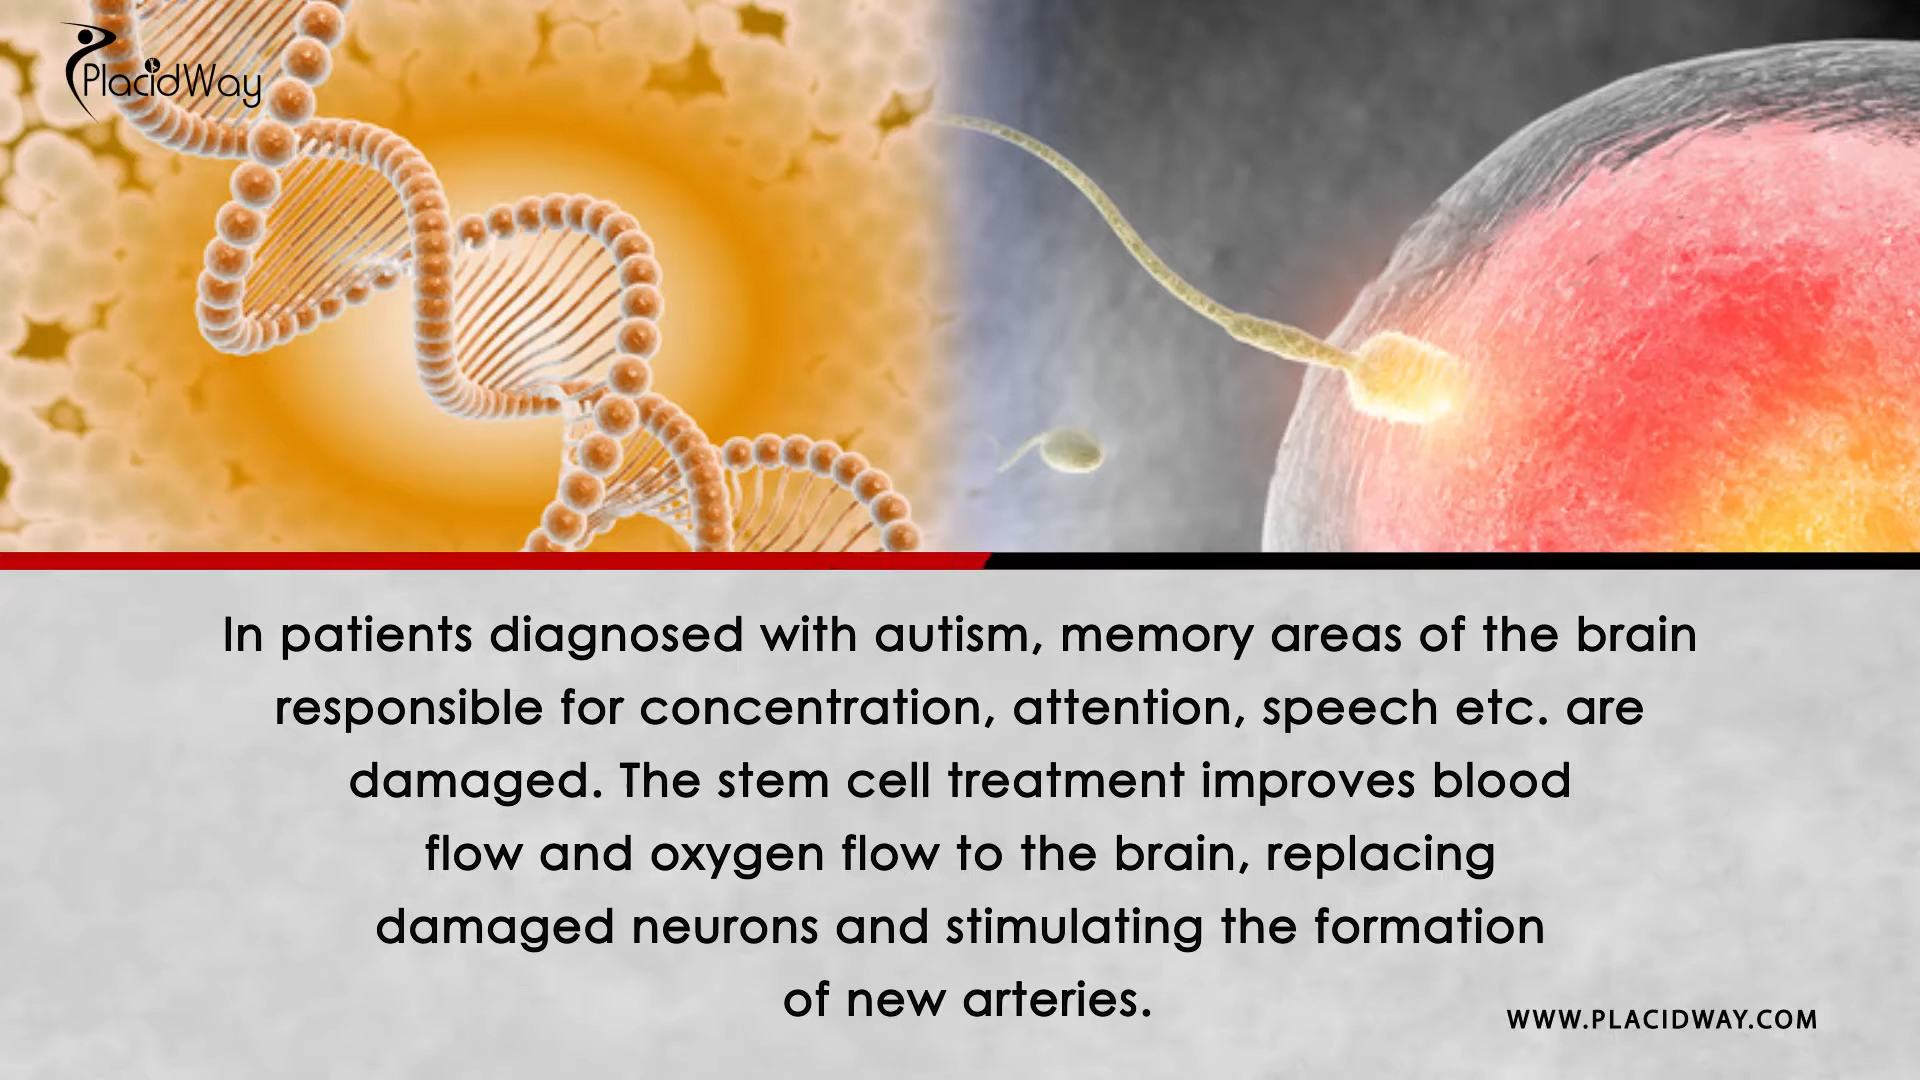 PlacidWay
In patients diagnosed with autism, memory areas of the brain
responsible for concentration, attention, speech etc. are
damaged. The stem cell treatment improves blood
flow and oxygen flow to the brain, replacing
damaged neurons and stimulating the formation
of new arteries.
WWW.PLACIDWAY.COM